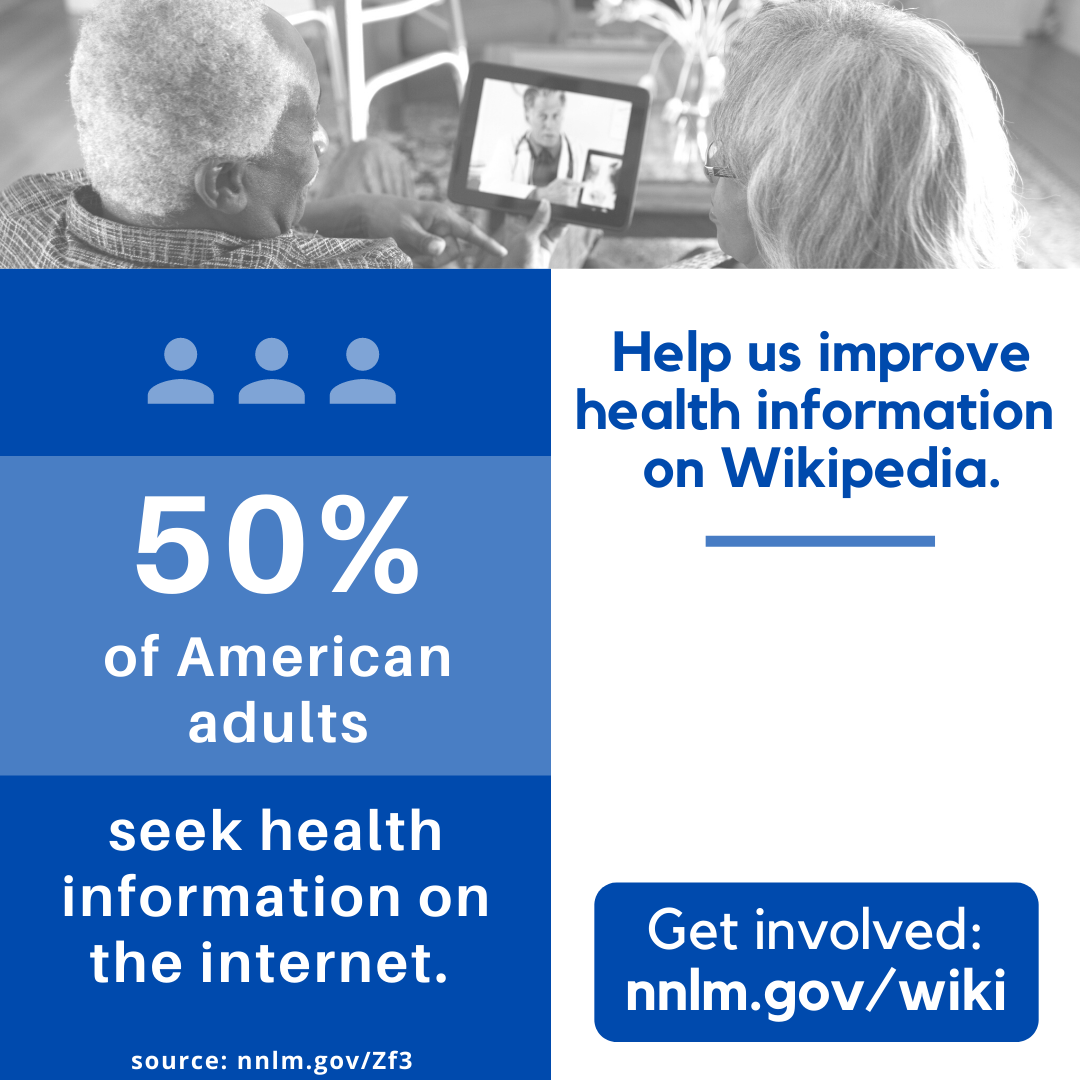 50%
of American
adults
seek health
information on
the internet.
source: nnlm.gov/Zf3
Help us improve
health information
on Wikipedia.
Get involved:
nnlm.gov/wiki